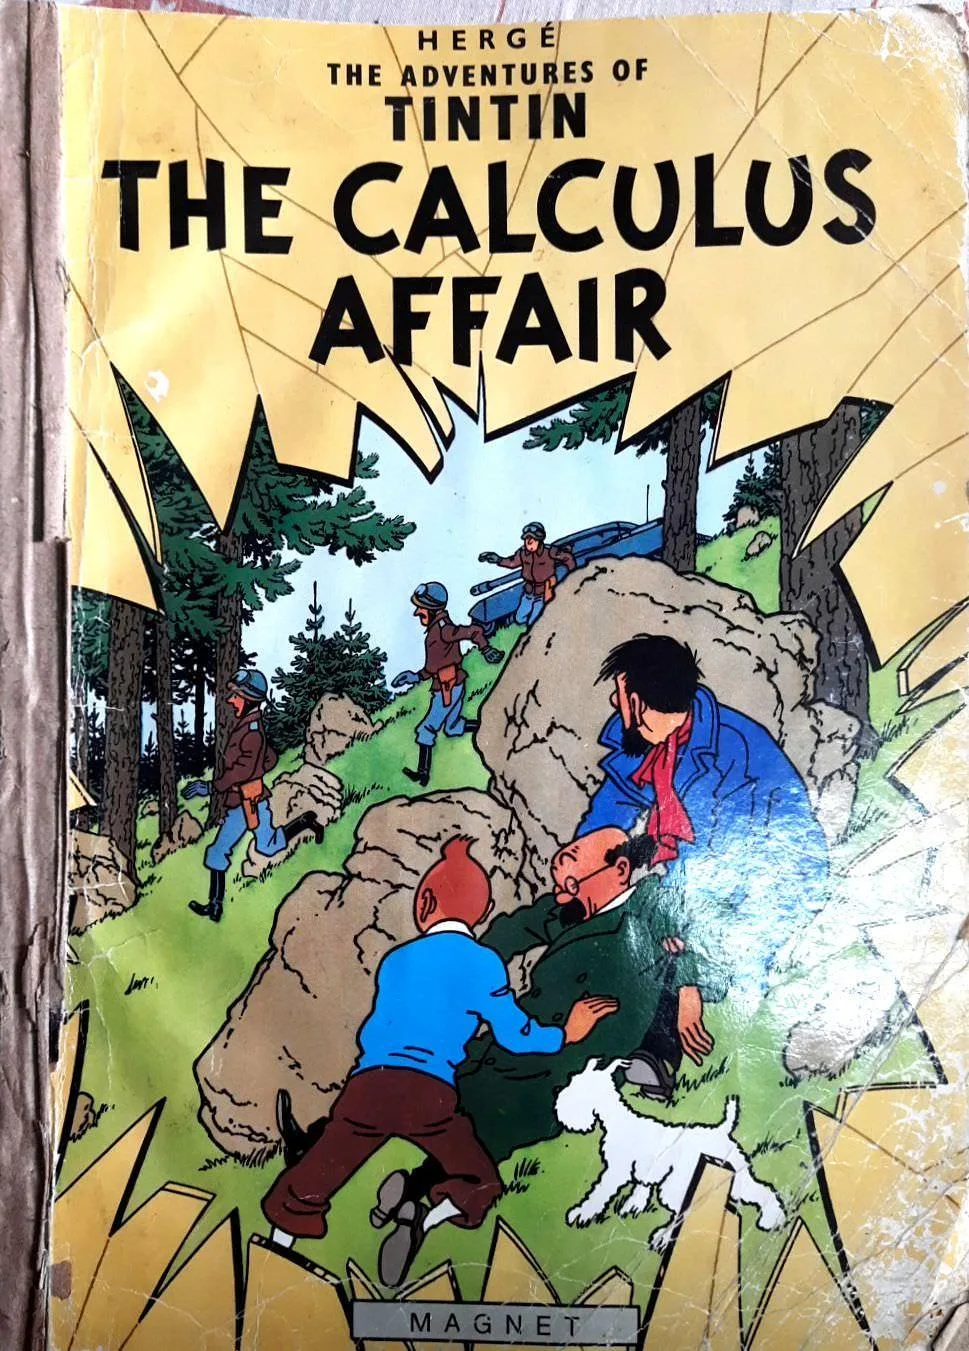 HERGÉ
THE ADVENTURES OF
TINTIN
THE CALCULUS
AFFAIR
MAGNET